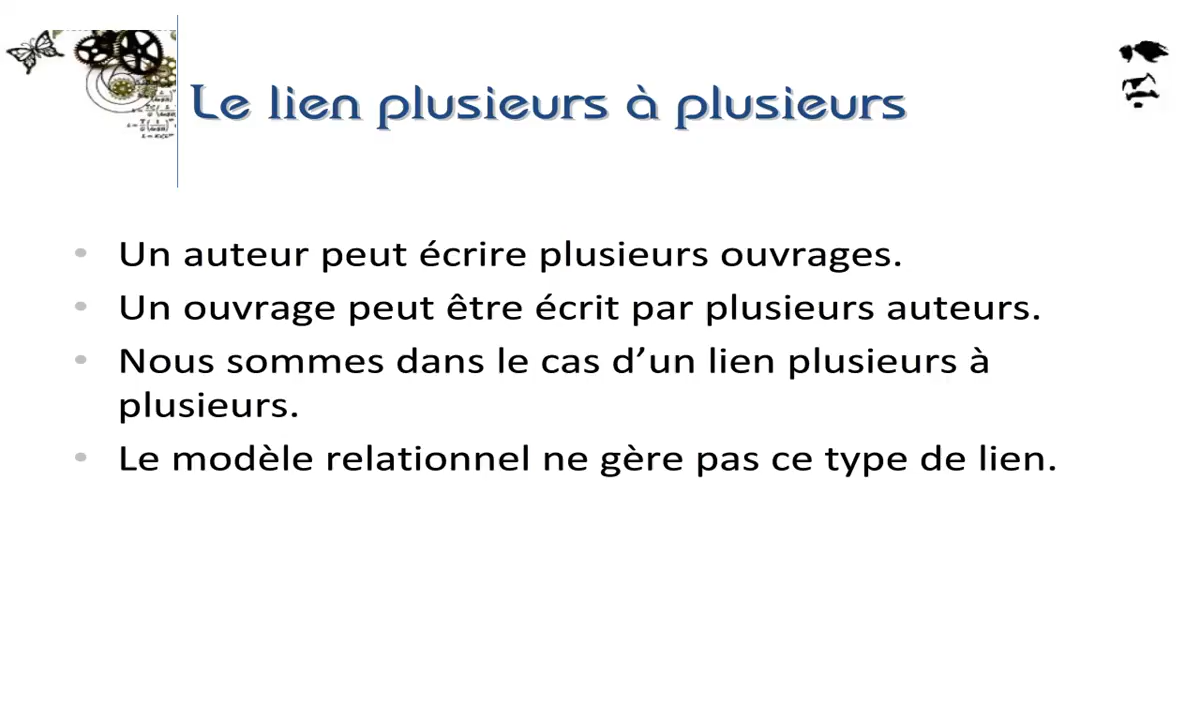 Le lien plusieurs à plusieurs
Un auteur peut écrire plusieurs ouvrages.
Un ouvrage peut être écrit par plusieurs auteurs.
Nous sommes dans le cas d’un lien plusieurs à
plusieurs.
Le modèle relationnel ne gère pas ce type de lien.